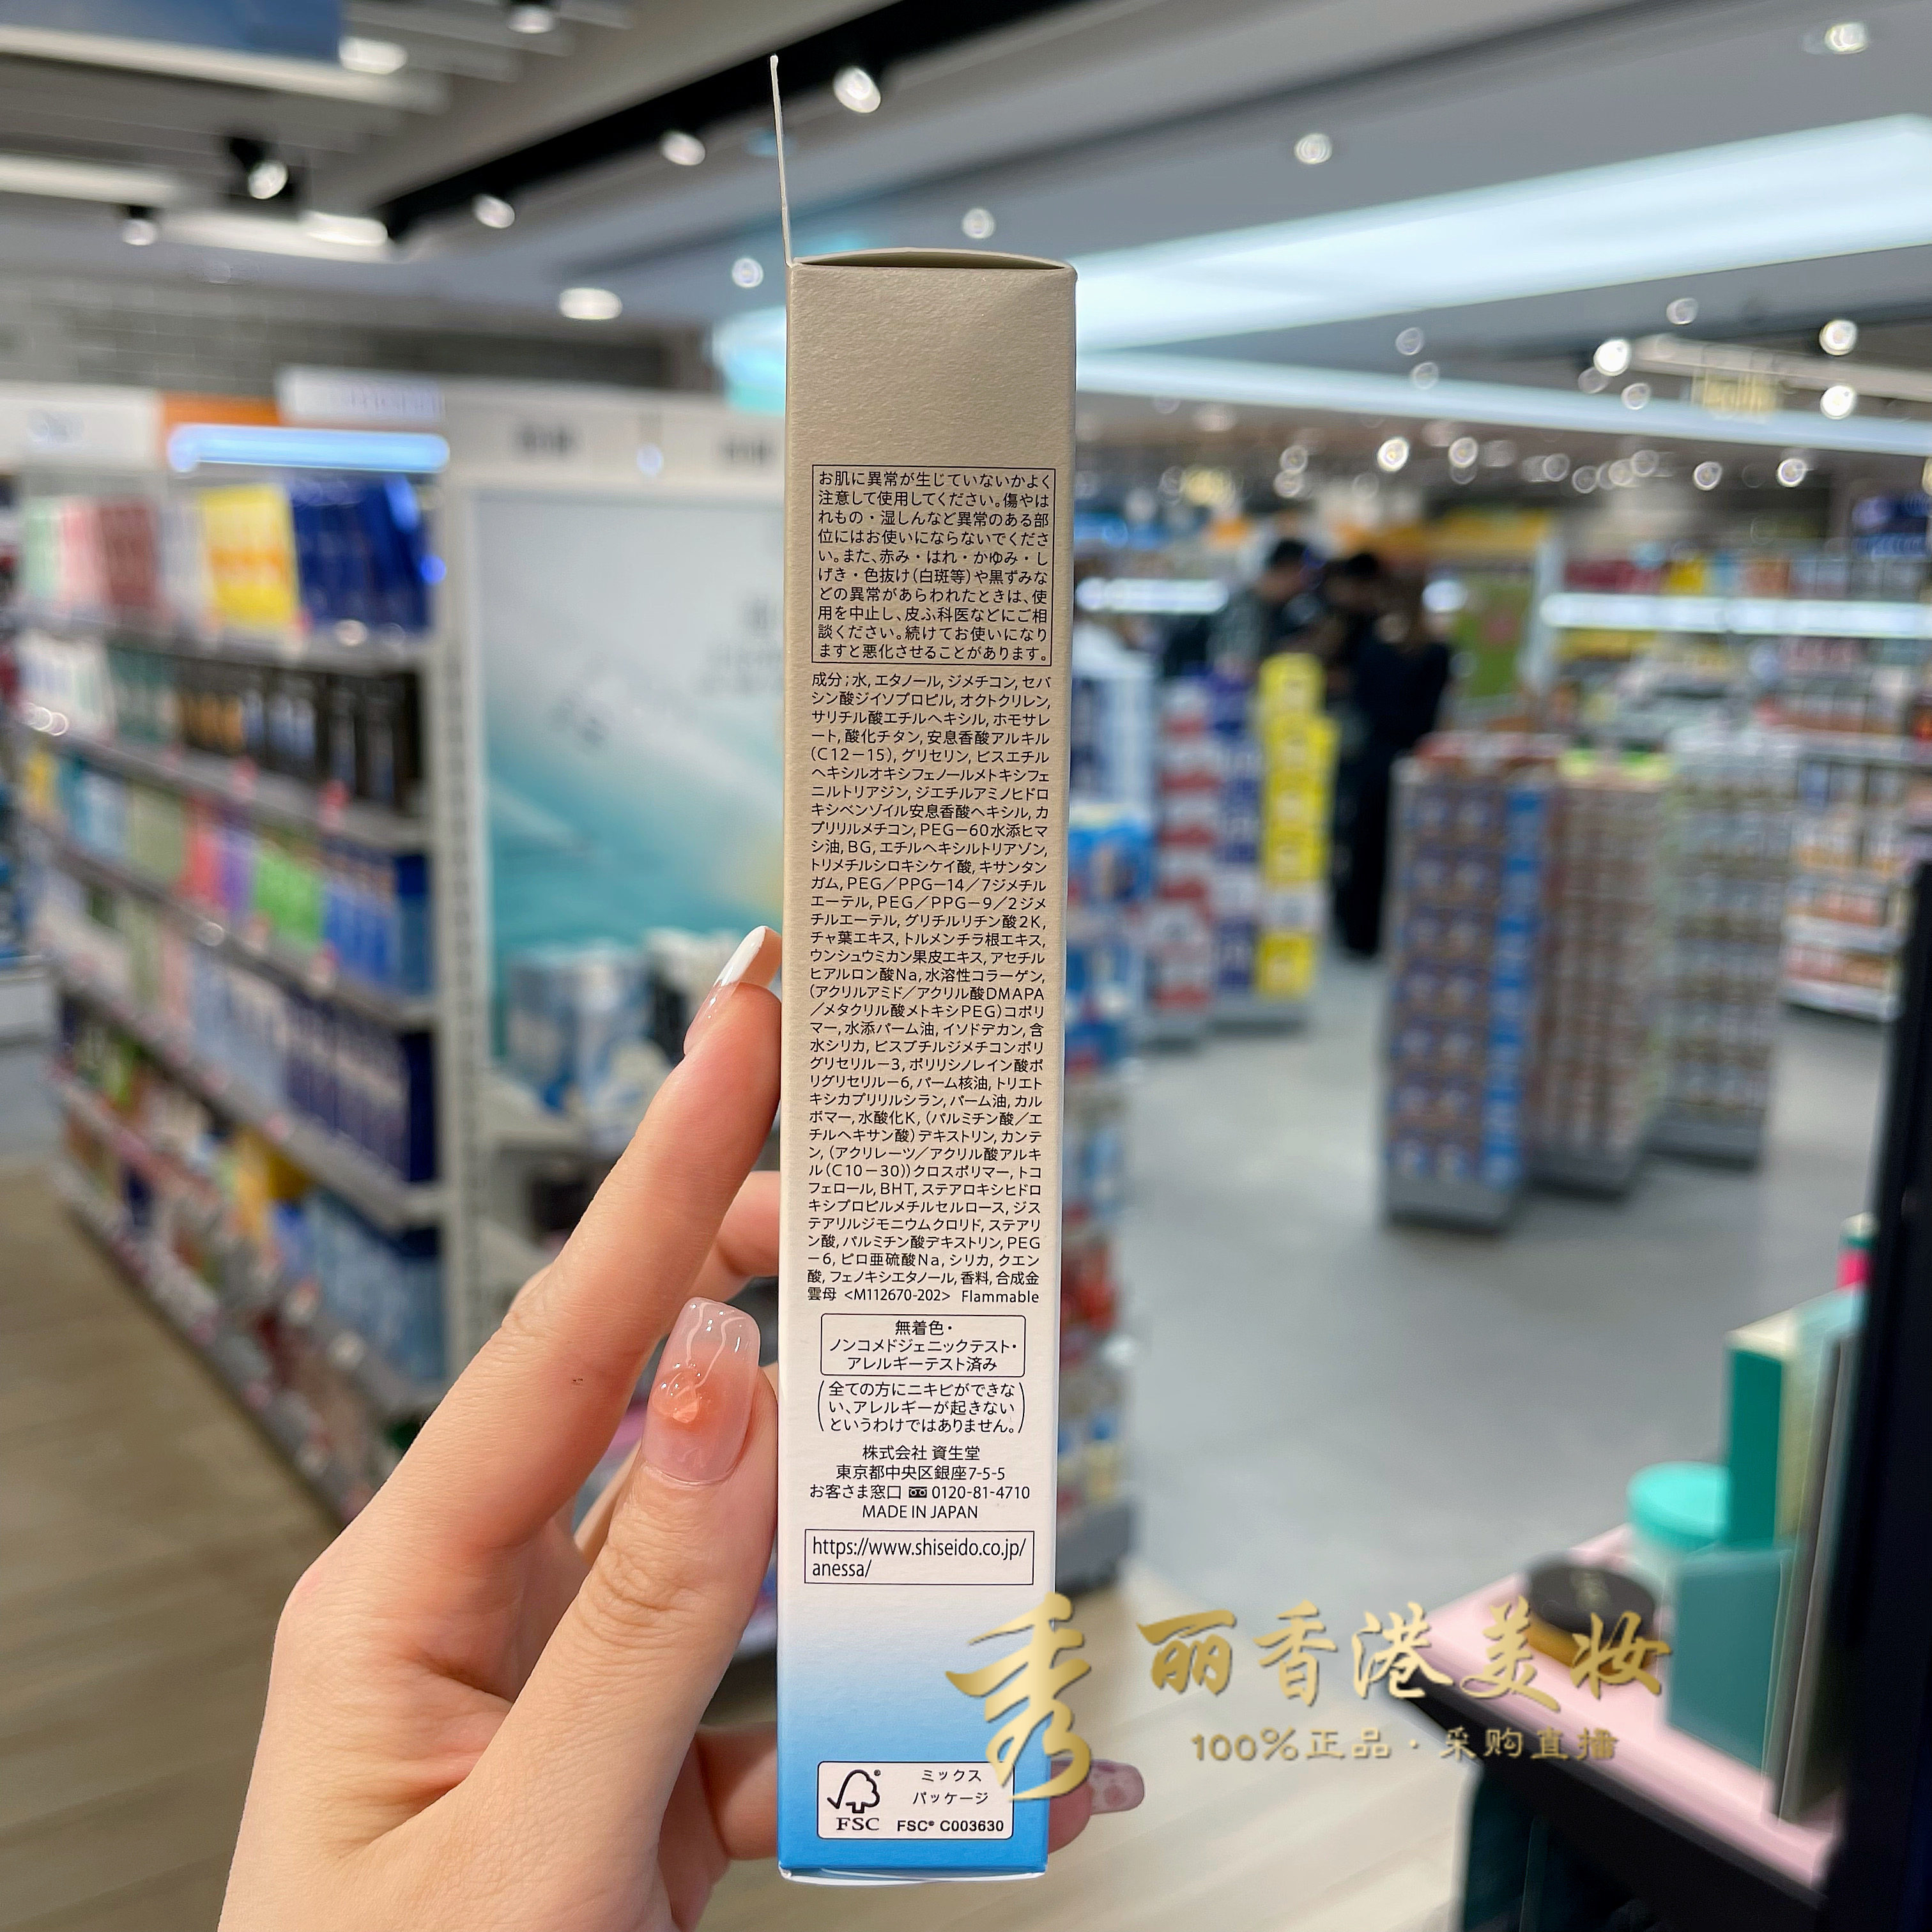 お肌に異常が生じていないかよく
注意して使用してください。傷やは
れもの・湿しんなど異常のある部
位にはお使いにならないでくださ
い。また、赤み・はれ・かゆみ・し
げき・色抜け(白斑等)や黒ずみな
どの異常があらわれたときは、使
用を中止し、皮ふ科医などにご相
談ください。続けてお使いになり
ますと悪化させることがあります。
成分;水, エタノール, ジメチコン, セバ
シン酸ジイソプロピル, オクトクリレン,
サリチル酸エチルヘキシル, ホモサレ
ート, 酸化チタン, 安息香酸アルキル
(C12-15), グリセリン, ビスエチル
ヘキシルオキシフェノールメトキシフェ
ニルトリアジン, ジエチルアミノヒドロ
キシベンゾイル安息香酸ヘキシル, カ
プリリルメチコン, PEG-60水添ヒマ
シ油, BG, エチルヘキシルトリアゾン,
トリメチルシロキシケイ酸, キサンタン
ガム, PEG/PPG-14/7ジメチル
エーテル, PEG/PPG-9/2ジメ
チルエーテル, グリチルリチン酸2K,
チャ葉エキス, トルメンチラ根エキス,
ウンシュウミカン果皮エキス, アセチル
ヒアルロン酸Na, 水溶性コラーゲン,
(アクリルアミド/アクリル酸DMAPA
/メタクリル酸メトキシPEG)コポリ
マー, 水添パーム油, イソドデカン, 含
水シリカ, ビスブチルジメチコンポリ
グリセリル-3, ポリリシノレイン酸ポ
リグリセリル-6, パーム核油, トリエト
キシカプリリルシラン, パーム油, カル
ボマー, 水酸化K, (パルミチン酸/エ
チルヘキサン酸)デキストリン, カンテ
ン, (アクリレーツ/アクリル酸アルキ
ル(C10-30))クロスポリマー, トコ
フェロール, BHT, ステアロキシヒドロ
キシプロピルメチルセルロース, ジス
テアリルジモニウムクロリド, ステアリ
ン酸, パルミチン酸デキストリン, PEG
-6, ピロ亜硫酸Na, シリカ, クエン
酸, フェノキシエタノール, 香料, 合成金
雲母 <M112670-202> Flammable
無着色・
ノンコメドジェニックテスト・
アレルギーテスト済み
(全ての方にニキビができな
い、アレルギーが起きない
というわけではありません。)
株式会社 資生堂
東京都中央区銀座7-5-5
お客さま窓口 0120-81-4710
MADE IN JAPAN
https://www.shiseido.co.jp/
anessa/
ミックス
パッケージ
FSC
FSC® C003630
秀丽香港美妆
100%正品·采购直播